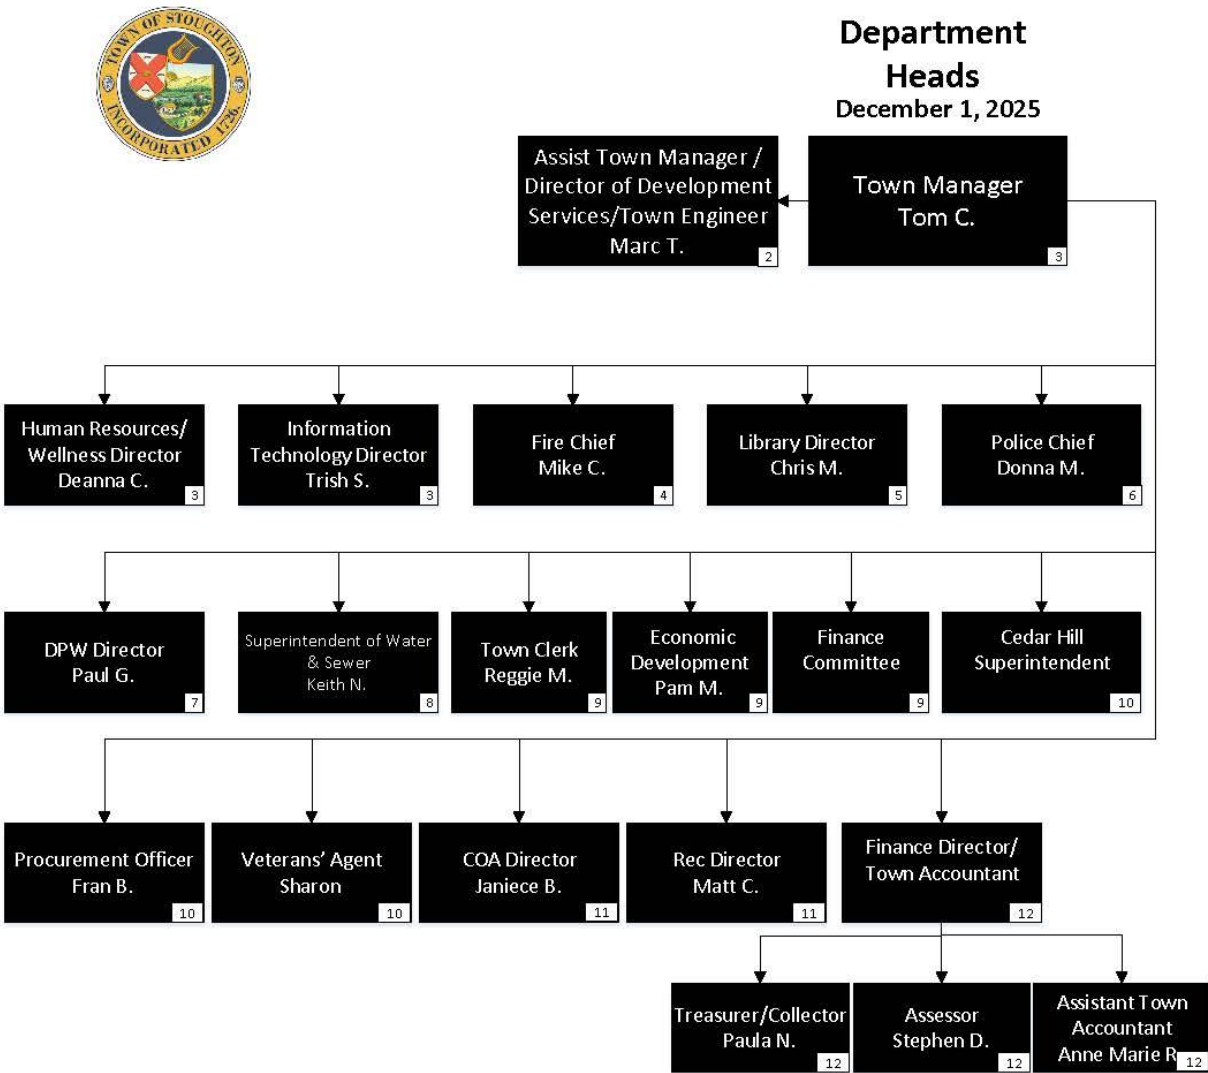 TOWN OF STOUGHTON
INCORPORATED 1726.
Department
Heads
December 1, 2025
Assist Town Manager /
Director of Development
Services/Town Engineer
Marc T.
2
Town Manager
Tom C.
3
Human Resources/
Wellness Director
Deanna C.
3
Information
Technology Director
Trish S.
3
Fire Chief
Mike C.
4
Library Director
Chris M.
5
Police Chief
Donna M.
6
DPW Director
Paul G.
7
Superintendent of Water
& Sewer
Keith N.
8
Town Clerk
Reggie M.
9
Economic
Development
Pam M.
9
Finance
Committee
9
Cedar Hill
Superintendent
10
Procurement Officer
Fran B.
10
Veterans’ Agent
Sharon
10
COA Director
Janiece B.
11
Rec Director
Matt C.
11
Finance Director/
Town Accountant
12
Treasurer/Collector
Paula N.
12
Assessor
Stephen D.
12
Assistant Town
Accountant
Anne Marie R
12